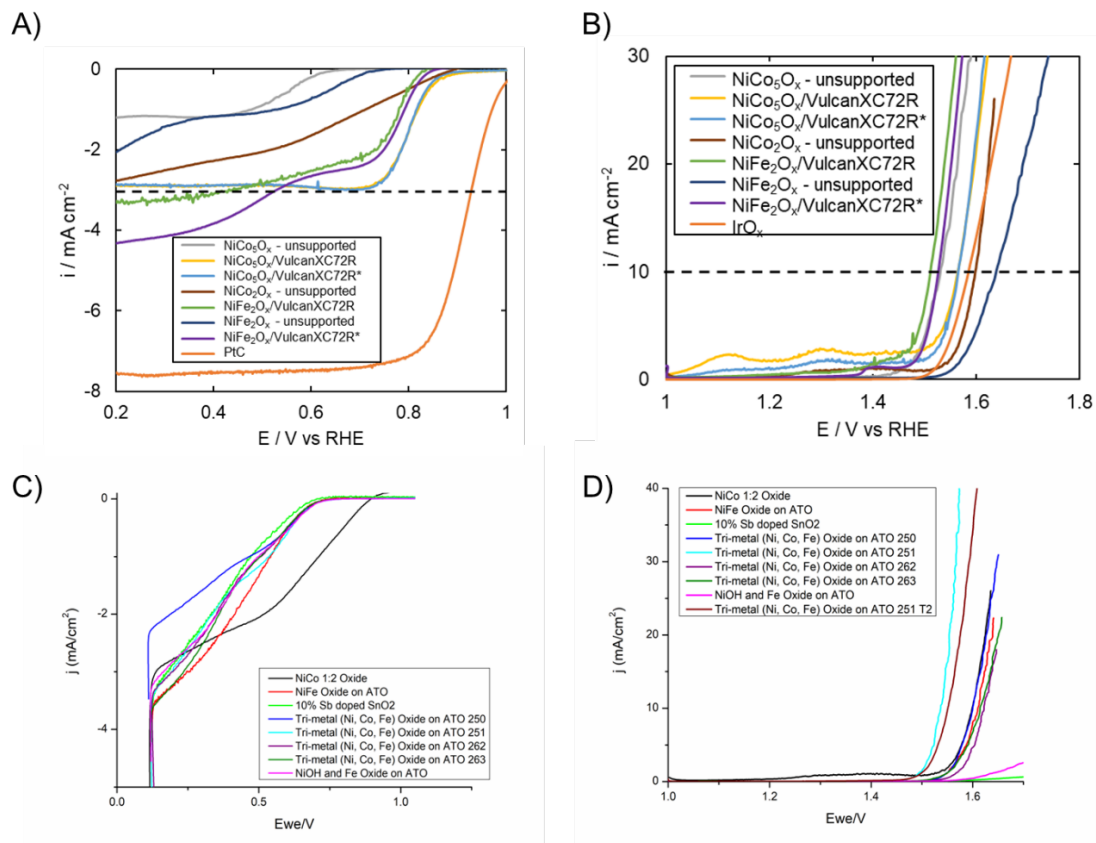 A)
0
-2
-4
-6
-8
i / mA cm⁻²
0.2
0.4
0.6
0.8
1
E / V vs RHE
NiCo₅Oₓ - unsupported
NiCo₅Oₓ/VulcanXC72R
NiCo₅Oₓ/VulcanXC72R*
NiCo₂Oₓ - unsupported
NiFe₂Oₓ/VulcanXC72R
NiFe₂Oₓ - unsupported
NiFe₂Oₓ/VulcanXC72R*
PtC
B)
30
20
10
0
i / mA cm⁻²
1
1.2
1.4
1.6
1.8
E / V vs RHE
NiCo₅Oₓ - unsupported
NiCo₅Oₓ/VulcanXC72R
NiCo₅Oₓ/VulcanXC72R*
NiCo₂Oₓ - unsupported
NiFe₂Oₓ/VulcanXC72R
NiFe₂Oₓ - unsupported
NiFe₂Oₓ/VulcanXC72R*
IrOₓ
C)
0
-2
-4
j (mA/cm²)
0.0
0.5
1.0
Ewe/V
NiCo 1:2 Oxide
NiFe Oxide on ATO
10% Sb doped SnO2
Tri-metal (Ni, Co, Fe) Oxide on ATO 250
Tri-metal (Ni, Co, Fe) Oxide on ATO 251
Tri-metal (Ni, Co, Fe) Oxide on ATO 262
Tri-metal (Ni, Co, Fe) Oxide on ATO 263
NiOH and Fe Oxide on ATO
D)
40
30
20
10
0
j (mA/cm²)
1.0
1.2
1.4
1.6
Ewe/V
NiCo 1:2 Oxide
NiFe Oxide on ATO
10% Sb doped SnO2
Tri-metal (Ni, Co, Fe) Oxide on ATO 250
Tri-metal (Ni, Co, Fe) Oxide on ATO 251
Tri-metal (Ni, Co, Fe) Oxide on ATO 262
Tri-metal (Ni, Co, Fe) Oxide on ATO 263
NiOH and Fe Oxide on ATO
Tri-metal (Ni, Co, Fe) Oxide on ATO 251 T2